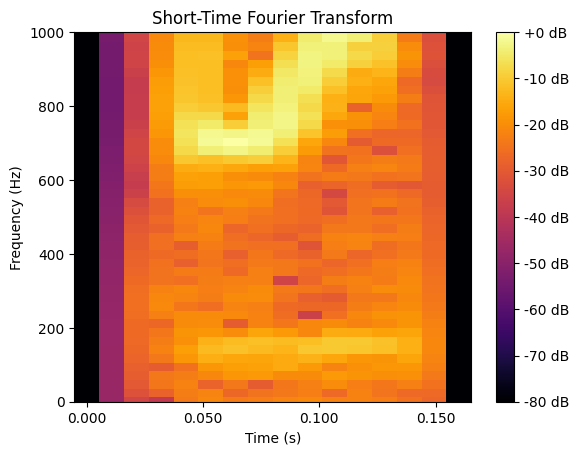 Short-Time Fourier Transform
1000
800
600
400
200
0
Frequency (Hz)
0.000
0.050
0.100
0.150
Time (s)
+0 dB
-10 dB
-20 dB
-30 dB
-40 dB
-50 dB
-60 dB
-70 dB
-80 dB